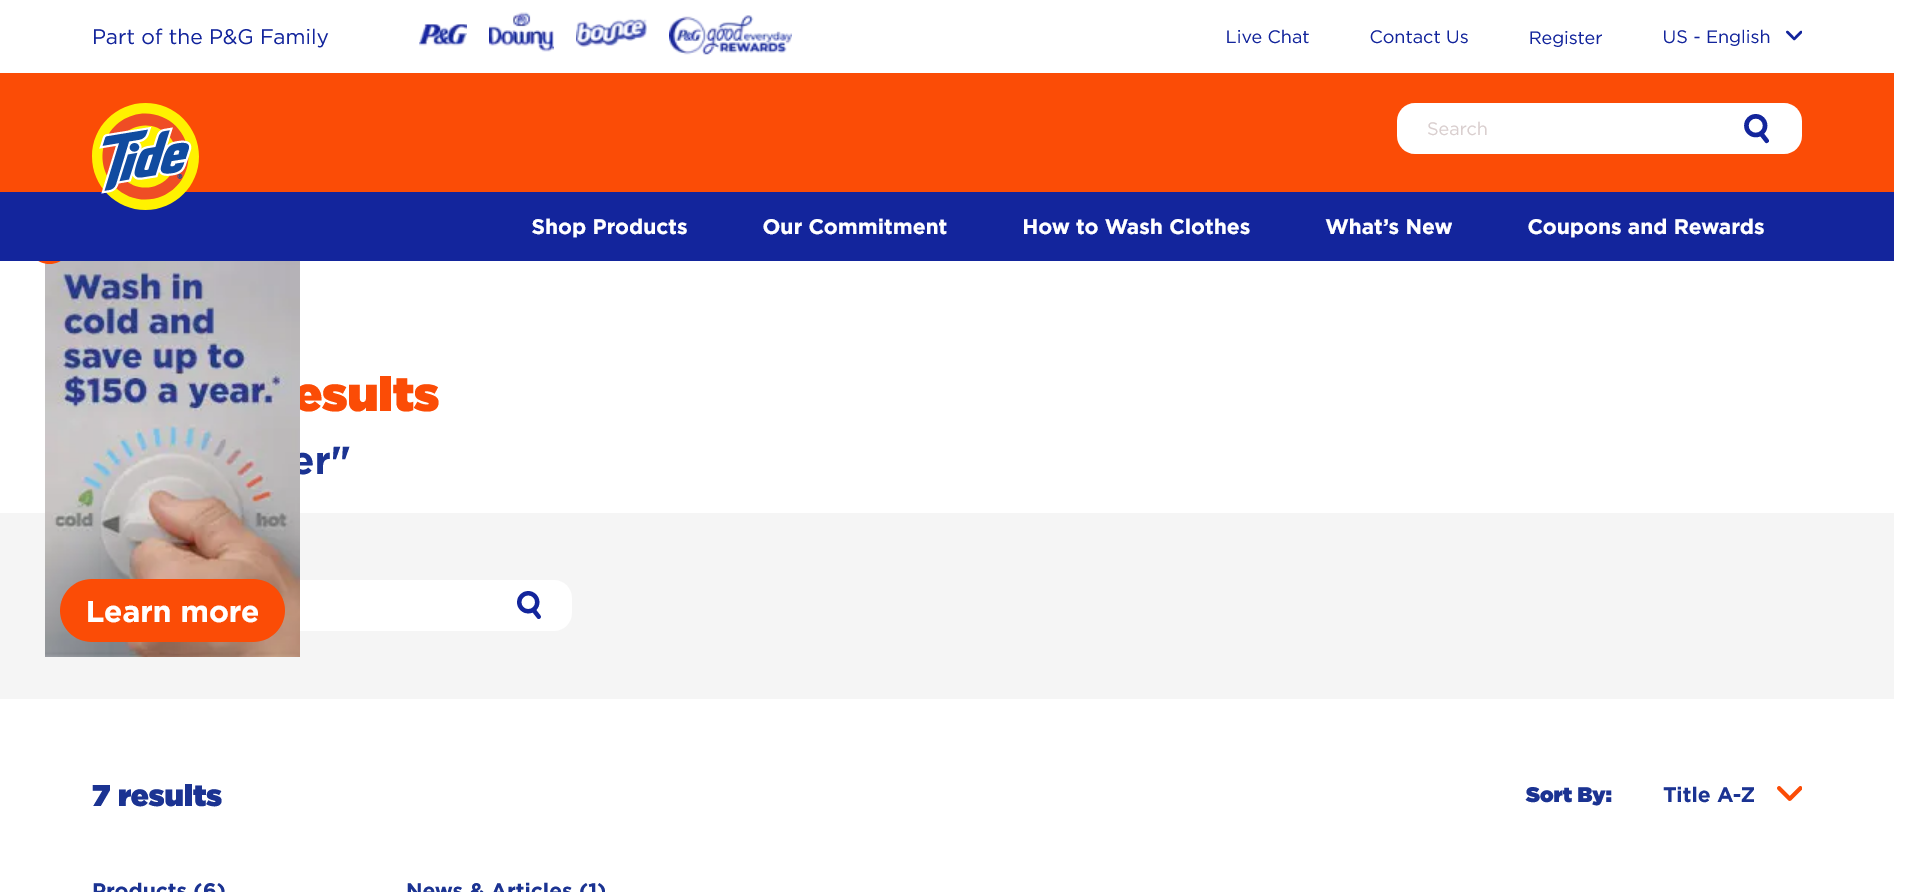 Part of the P&G Family
P&G
Downy
bounce
P&G good everyday REWARDS
Live Chat
Contact Us
Register
US - English
Tide
Search
Shop Products
Our Commitment
How to Wash Clothes
What's New
Coupons and Rewards
Wash in
cold and
save up to
$150 a year.*
cold
hot
Learn more
esults
er"
7 results
Sort By:
Title A-Z
Products (6)
News & Articles (1)